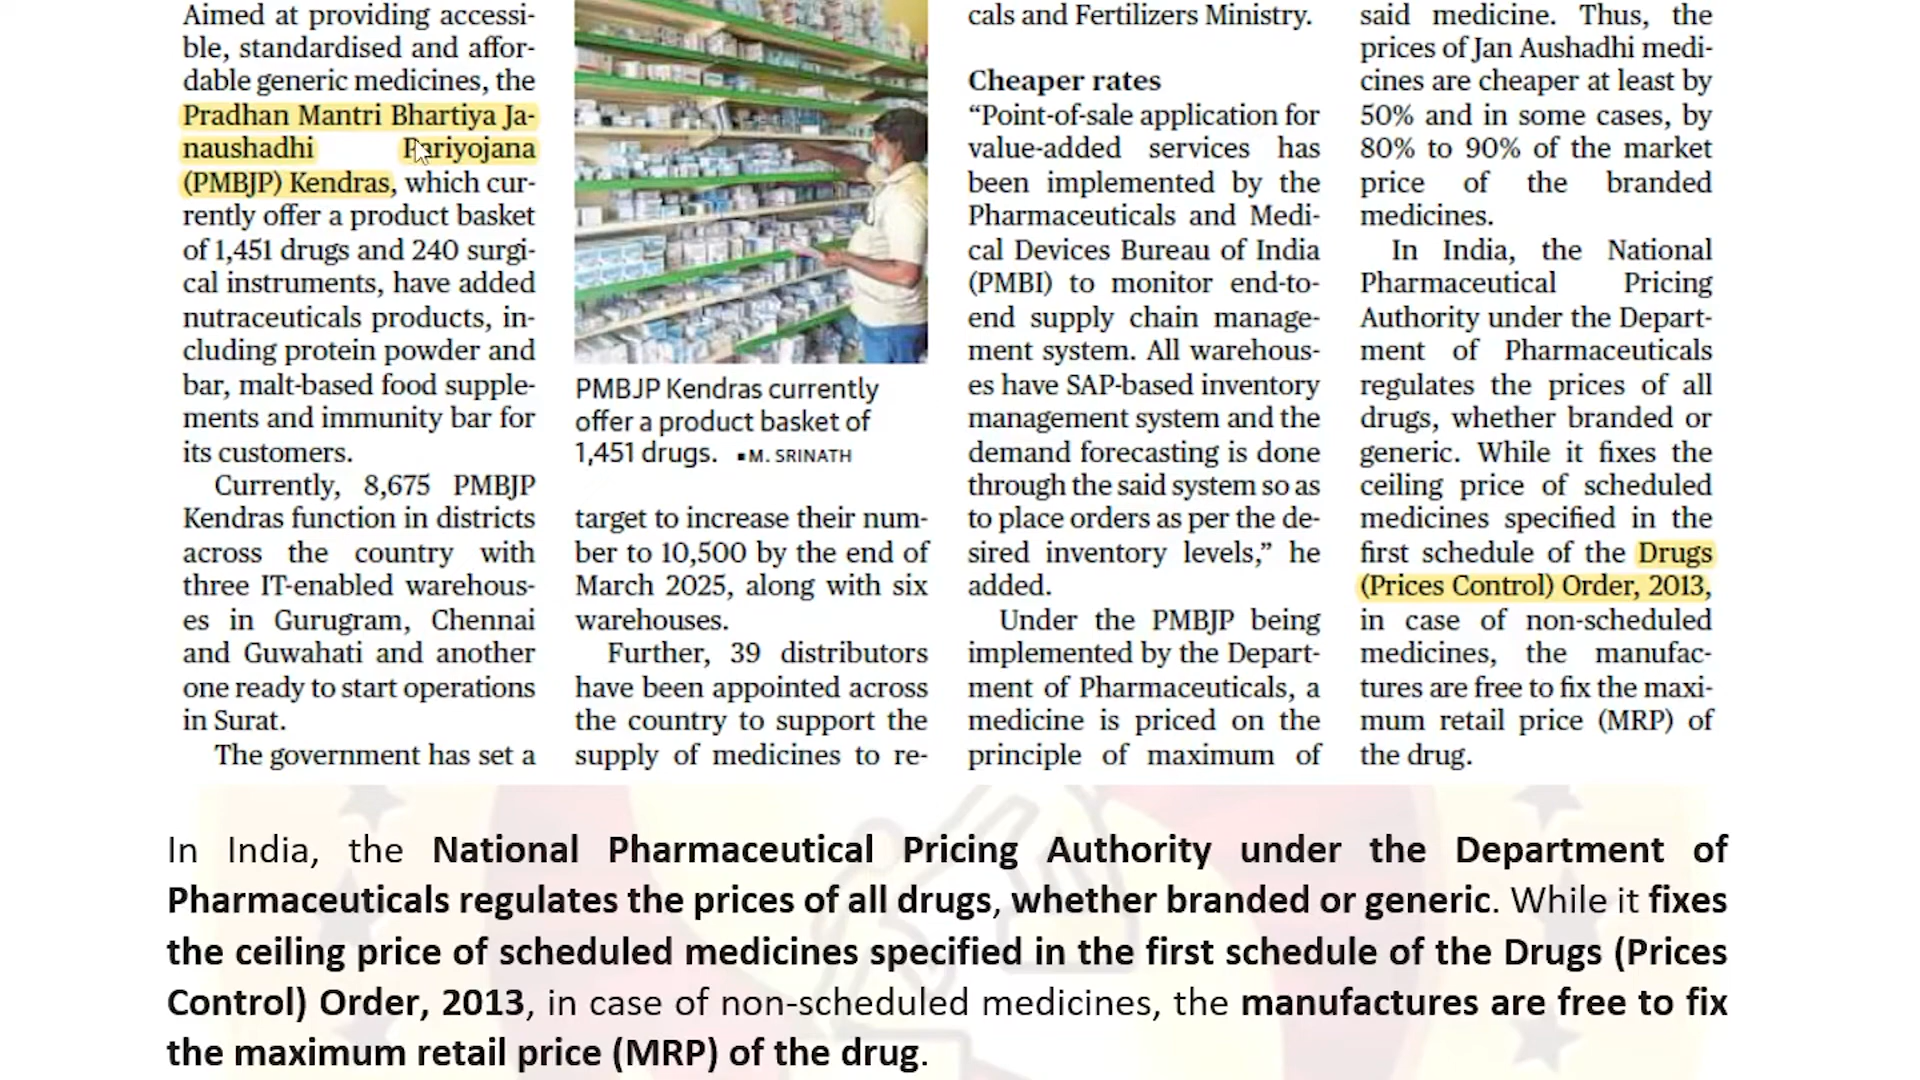 Aimed at providing accessi-
ble, standardised and affor-
dable generic medicines, the
Pradhan Mantri Bhartiya Ja-
naushadhi Pariyojana
(PMBJP) Kendras, which cur-
rently offer a product basket
of 1,451 drugs and 240 surgi-
cal instruments, have added
nutraceuticals products, in-
cluding protein powder and
bar, malt-based food supple-
ments and immunity bar for
its customers.
Currently, 8,675 PMBJP
Kendras function in districts
across the country with
three IT-enabled warehous-
es in Gurugram, Chennai
and Guwahati and another
one ready to start operations
in Surat.
The government has set a
PMBJP Kendras currently
offer a product basket of
1,451 drugs. ▪M. SRINATH
target to increase their num-
ber to 10,500 by the end of
March 2025, along with six
warehouses.
Further, 39 distributors
have been appointed across
the country to support the
supply of medicines to re-
cals and Fertilizers Ministry.
Cheaper rates
“Point-of-sale application for
value-added services has
been implemented by the
Pharmaceuticals and Medi-
cal Devices Bureau of India
(PMBI) to monitor end-to-
end supply chain manage-
ment system. All warehous-
es have SAP-based inventory
management system and the
demand forecasting is done
through the said system so as
to place orders as per the de-
sired inventory levels,” he
added.
Under the PMBJP being
implemented by the Depart-
ment of Pharmaceuticals, a
medicine is priced on the
principle of maximum of
said medicine. Thus, the
prices of Jan Aushadhi medi-
cines are cheaper at least by
50% and in some cases, by
80% to 90% of the market
price of the branded
medicines.
In India, the National
Pharmaceutical Pricing
Authority under the Depart-
ment of Pharmaceuticals
regulates the prices of all
drugs, whether branded or
generic. While it fixes the
ceiling price of scheduled
medicines specified in the
first schedule of the Drugs
(Prices Control) Order, 2013,
in case of non-scheduled
medicines, the manufac-
tures are free to fix the maxi-
mum retail price (MRP) of
the drug.
In India, the National Pharmaceutical Pricing Authority under the Department of
Pharmaceuticals regulates the prices of all drugs, whether branded or generic. While it fixes
the ceiling price of scheduled medicines specified in the first schedule of the Drugs (Prices
Control) Order, 2013, in case of non-scheduled medicines, the manufactures are free to fix
the maximum retail price (MRP) of the drug.